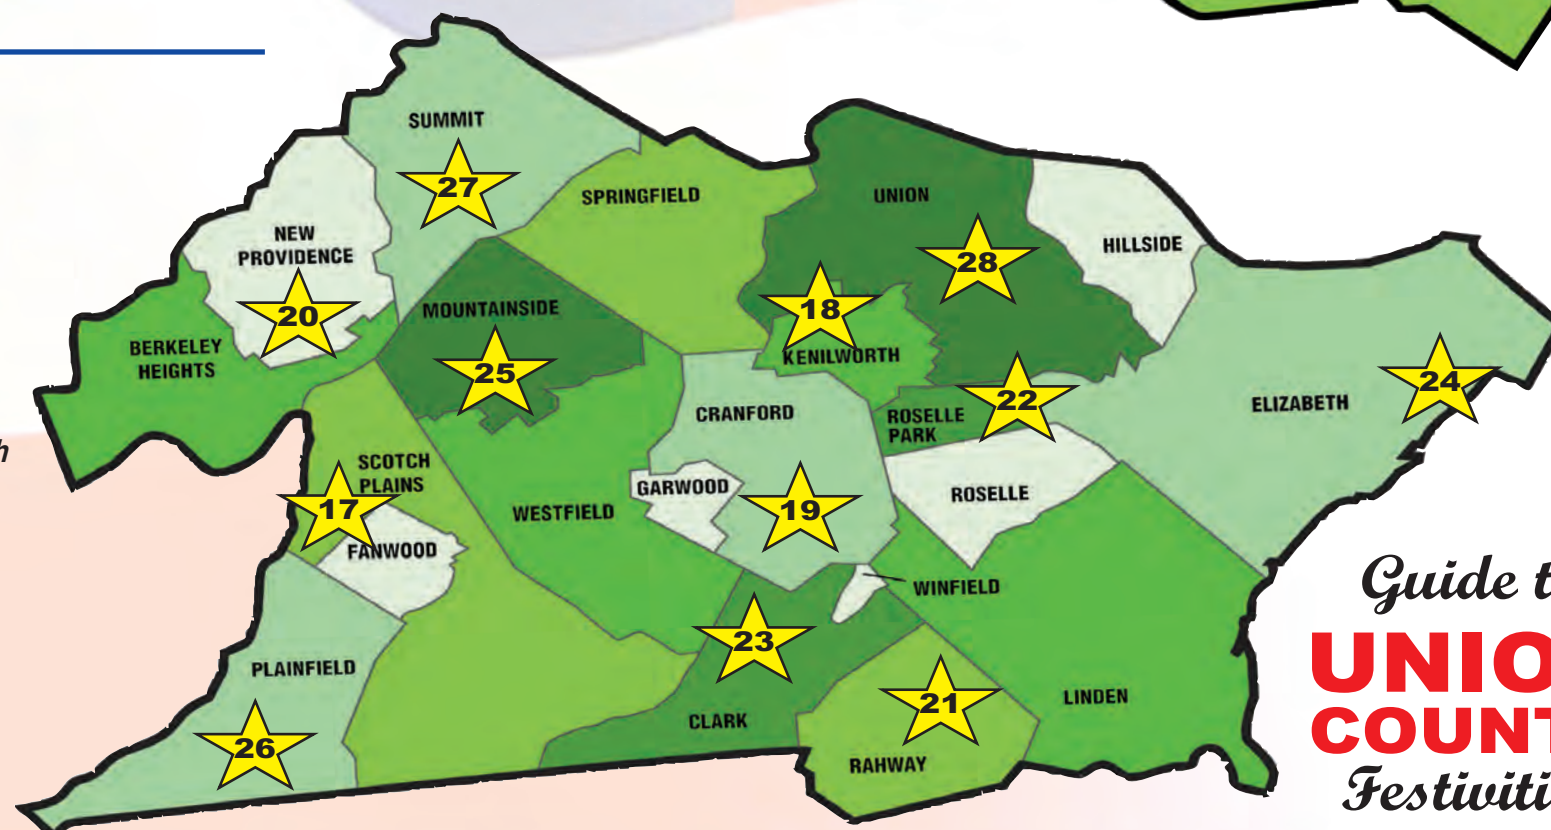 SUMMIT
27
SPRINGFIELD
UNION
NEW
PROVIDENCE
HILLSIDE
28
20
MOUNTAINSIDE
18
BERKELEY
HEIGHTS
KENILWORTH
25
24
22
ELIZABETH
CRANFORD
ROSELLE
PARK
h
SCOTCH
PLAINS
GARWOOD
ROSELLE
17
WESTFIELD
19
FANWOOD
WINFIELD
Guide t
23
UNIO
PLAINFIELD
LINDEN
21
CLARK
COUNT
26
RAHWAY
Festiviti